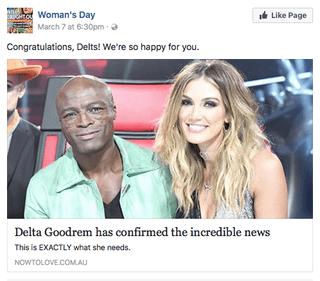 Woman's Day
March 7 at 6:30pm ·
Like Page
Congratulations, Delts! We're so happy for you.
Delta Goodrem has confirmed the incredible news
This is EXACTLY what she needs.
NOWTOLOVE.COM.AU